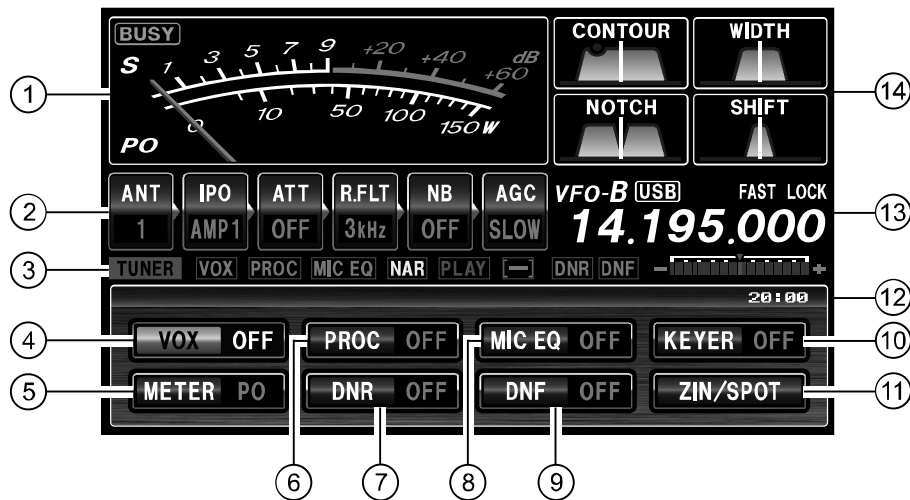 BUSY
S 1 3 5 7 9 +20 +40 +60 dB
0 10 50 100 150 W
PO
CONTOUR WIDTH
NOTCH SHIFT
1
14
ANT IPO ATT R.FLT NB AGC
1 AMP1 OFF 3kHz OFF SLOW
VFO-B USB FAST LOCK
14.195.000
2
13
TUNER VOX PROC MIC EQ NAR PLAY [−] DNR DNF − +
3
20:00
12
4
VOX OFF PROC OFF MIC EQ OFF KEYER OFF
10
5
METER PO DNR OFF DNF OFF ZIN/SPOT
11
6 7 8 9